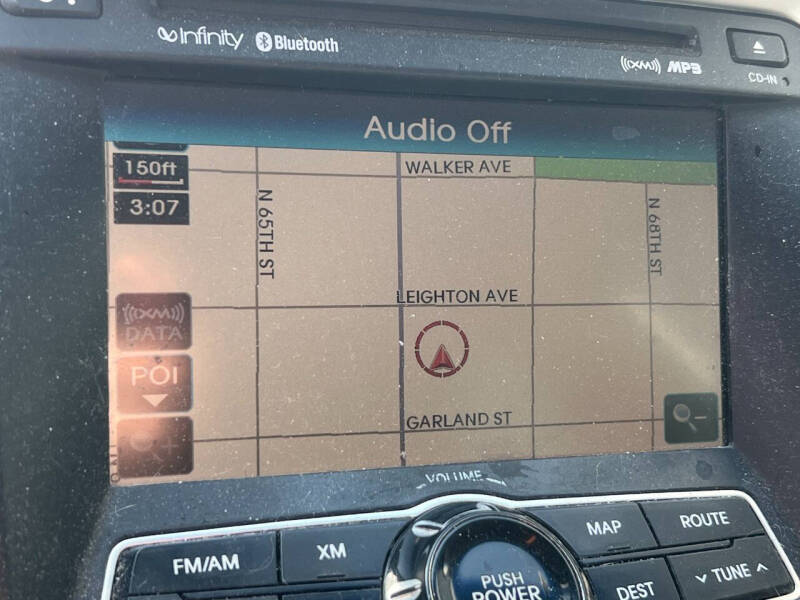 Infinity Bluetooth
((XM)) MP3
CD-IN
Audio Off
150ft
WALKER AVE
3:07
N 65TH ST
N 68TH ST
LEIGHTON AVE
((XM))
DATA
POI
GARLAND ST
VOLUME
FM/AM
XM
MAP
ROUTE
PUSH
POWER
DEST
TUNE